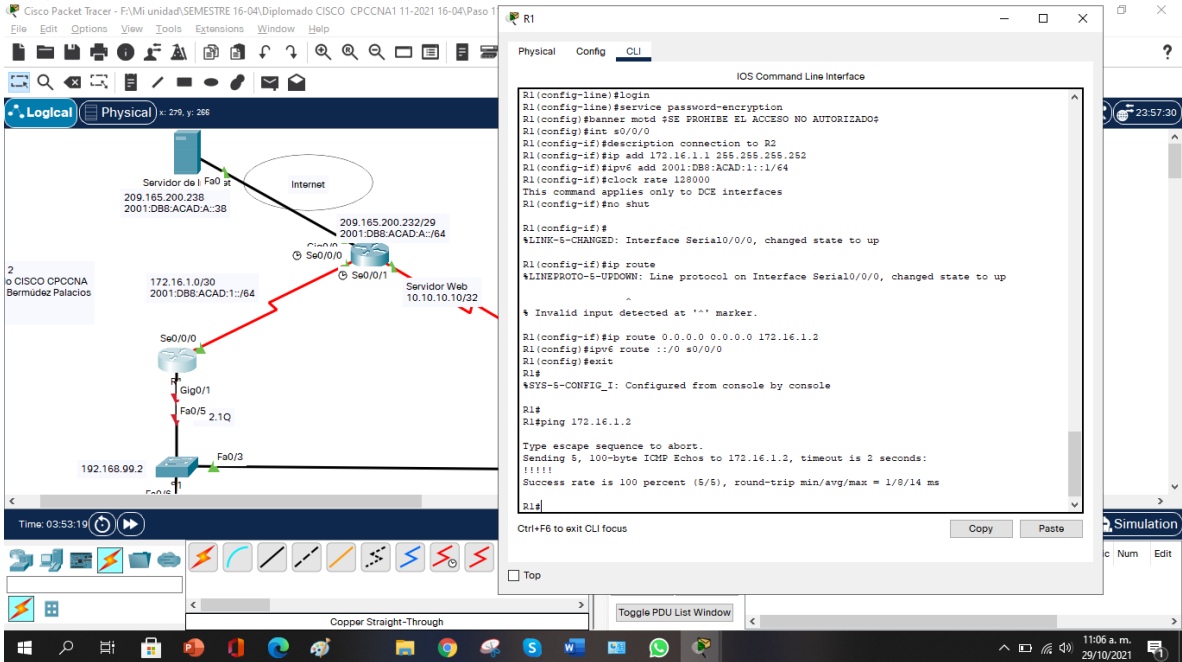 Cisco Packet Tracer - F:\Mi unidad\SEMESTRE 16-04\Diplomado CISCO CPCCNA1 11-2021 16-04\Paso 1
File Edit Options View Tools Extensions Window Help
?
Logical
Physical
x: 279, y: 266
23:57:30
Servidor de I
Fa0
et
209.165.200.238
2001:DB8:ACAD:A::38
Internet
209.165.200.232/29
2001:DB8:ACAD:A::/64
Gig0/0
Se0/0/0
Se0/0/1
2
o CISCO CPCCNA
Bermúdez Palacios
172.16.1.0/30
2001:DB8:ACAD:1::/64
Servidor Web
10.10.10.10/32
Se0/0/0
Gig0/1
Fa0/5
2.1Q
192.168.99.2
Fa0/3
S1
Fa0/6
Time: 03:53:19
Simulation
Num Edit
Copper Straight-Through
Toggle PDU List Window
R1
Physical Config CLI
IOS Command Line Interface
R1(config-line)#login
R1(config-line)#service password-encryption
R1(config)#banner motd $SE PROHIBE EL ACCESO NO AUTORIZADO$
R1(config)#int s0/0/0
R1(config-if)#description connection to R2
R1(config-if)#ip add 172.16.1.1 255.255.255.252
R1(config-if)#ipv6 add 2001:DB8:ACAD:1::1/64
R1(config-if)#clock rate 128000
This command applies only to DCE interfaces
R1(config-if)#no shut
R1(config-if)#
%LINK-5-CHANGED: Interface Serial0/0/0, changed state to up
R1(config-if)#ip route
%LINEPROTO-5-UPDOWN: Line protocol on Interface Serial0/0/0, changed state to up
^
% Invalid input detected at '^' marker.
R1(config-if)#ip route 0.0.0.0 0.0.0.0 172.16.1.2
R1(config)#ipv6 route ::/0 s0/0/0
R1(config)#exit
R1#
%SYS-5-CONFIG_I: Configured from console by console
R1#
R1#ping 172.16.1.2
Type escape sequence to abort.
Sending 5, 100-byte ICMP Echos to 172.16.1.2, timeout is 2 seconds:
!!!!!
Success rate is 100 percent (5/5), round-trip min/avg/max = 1/8/14 ms
R1#
Ctrl+F6 to exit CLI focus
Copy
Paste
Top
11:06 a. m.
29/10/2021